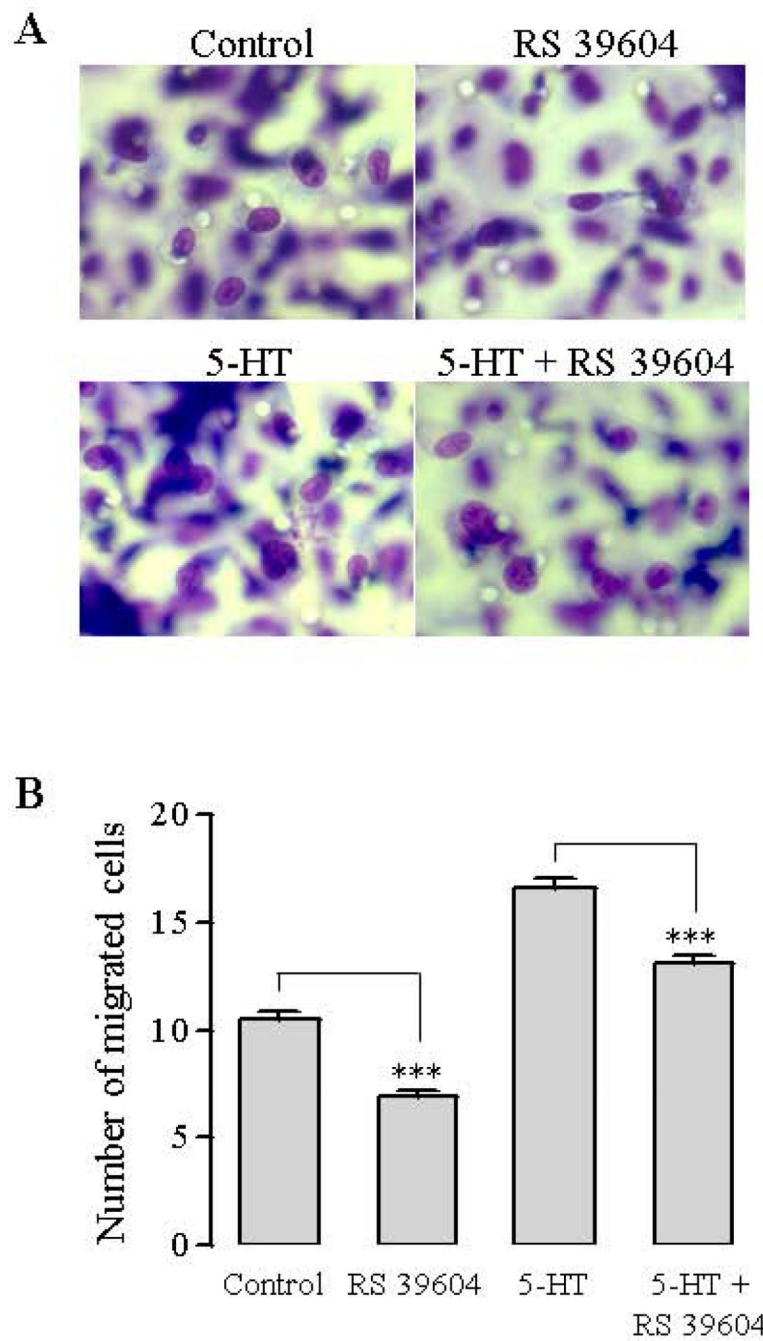 A
Control
RS 39604
5-HT
5-HT + RS 39604
B
Number of migrated cells
20
15
10
5
0
***
***
Control
RS 39604
5-HT
5-HT +
RS 39604